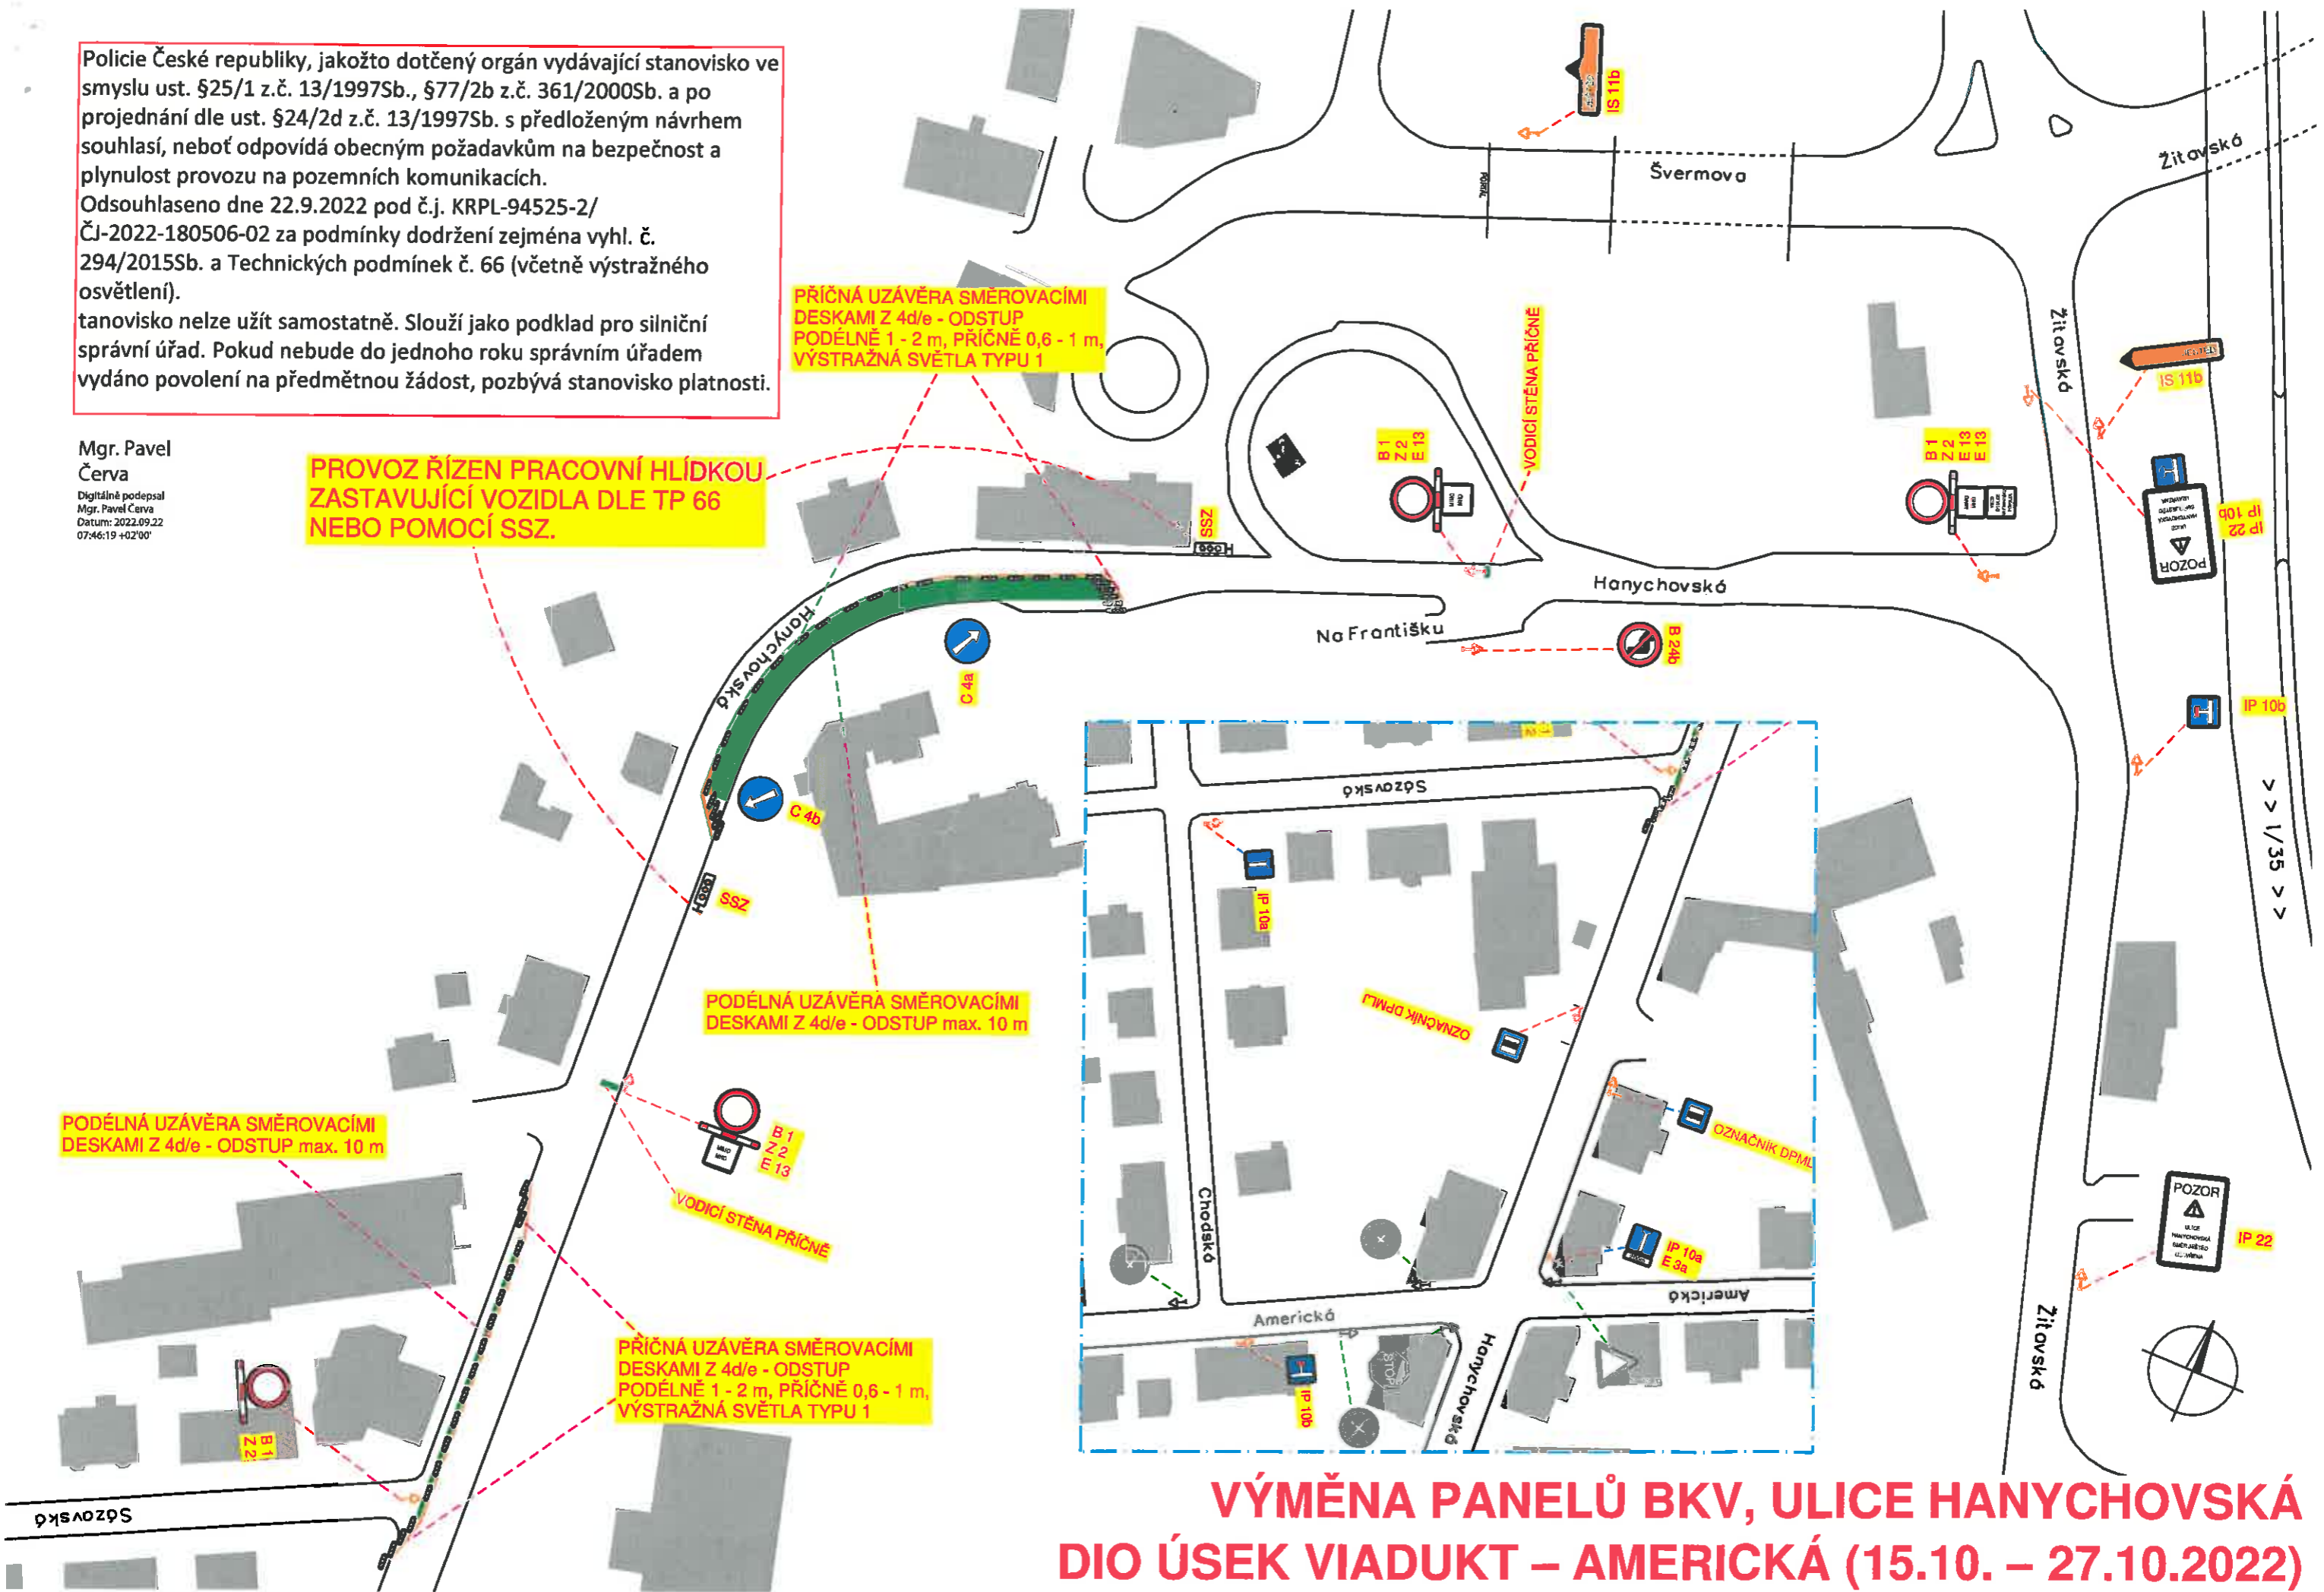 Policie České republiky, jakožto dotčený orgán vydávající stanovisko ve
smyslu ust. §25/1 z.č. 13/1997Sb., §77/2b z.č. 361/2000Sb. a po
projednání dle ust. §24/2d z.č. 13/1997Sb. s předloženým návrhem
souhlasí, neboť odpovídá obecným požadavkům na bezpečnost a
plynulost provozu na pozemních komunikacích.
Odsouhlaseno dne 22.9.2022 pod č.j. KRPL-94525-2/
ČJ-2022-180506-02 za podmínky dodržení zejména vyhl. č.
294/2015Sb. a Technických podmínek č. 66 (včetně výstražného
osvětlení).
tanovisko nelze užít samostatně. Slouží jako podklad pro silniční
správní úřad. Pokud nebude do jednoho roku správním úřadem
vydáno povolení na předmětnou žádost, pozbývá stanovisko platnosti.
Mgr. Pavel
Červa
Digitálně podepsal
Mgr. Pavel Červa
Datum: 2022.09.22
07:46:19 +02'00'
PROVOZ ŘÍZEN PRACOVNÍ HLÍDKOU
ZASTAVUJÍCÍ VOZIDLA DLE TP 66
NEBO POMOCÍ SSZ.
PŘÍČNÁ UZÁVĚRA SMĚROVACÍMI
DESKAMI Z 4d/e - ODSTUP
PODÉLNĚ 1 - 2 m, PŘÍČNĚ 0,6 - 1 m,
VÝSTRAŽNÁ SVĚTLA TYPU 1
IS 11b
Švermova
Žitavská
Žitavská
IS 11b
VODICÍ STĚNA PŘÍČNĚ
B 1
Z 2
E 13
B 1
Z 2
E 13
E 13
IP 22
IP 10b
POZOR
SSZ
Hanychovská
Hanychovská
Na Františku
B 24b
C 4a
C 4b
SSZ
IP 10b
> > I/35 > >
PODÉLNÁ UZÁVĚRA SMĚROVACÍMI
DESKAMI Z 4d/e - ODSTUP max. 10 m
Sázavská
IP 10a
OZNAČNÍK DPMLJ
OZNAČNÍK DPML
Chodská
IP 10a
E 3a
Americká
Americká
STOP
IP 10b
Hanychovská
PODÉLNÁ UZÁVĚRA SMĚROVACÍMI
DESKAMI Z 4d/e - ODSTUP max. 10 m
B 1
Z 2
E 13
VODICÍ STĚNA PŘÍČNĚ
POZOR
ULICE
HANYCHOVSKÁ
IP 22
Žitavská
PŘÍČNÁ UZÁVĚRA SMĚROVACÍMI
DESKAMI Z 4d/e - ODSTUP
PODÉLNĚ 1 - 2 m, PŘÍČNĚ 0,6 - 1 m,
VÝSTRAŽNÁ SVĚTLA TYPU 1
B 1
Z 2
Sázavská
VÝMĚNA PANELŮ BKV, ULICE HANYCHOVSKÁ
DIO ÚSEK VIADUKT – AMERICKÁ (15.10. – 27.10.2022)